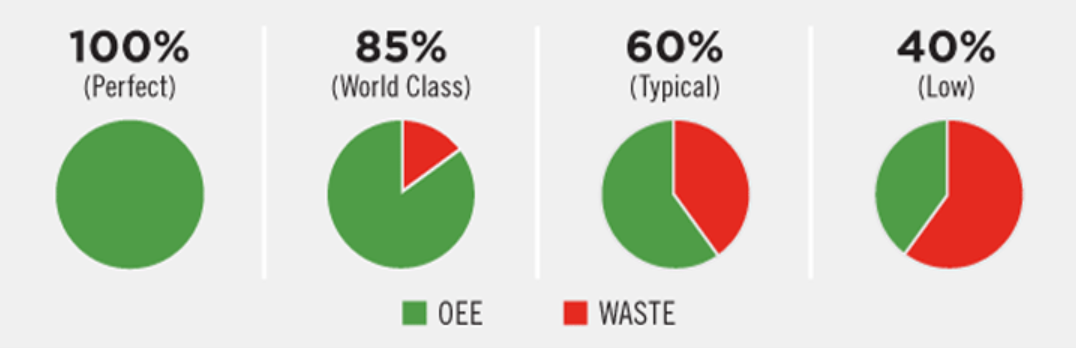 100%
(Perfect)
85%
(World Class)
60%
(Typical)
40%
(Low)
OEE
WASTE